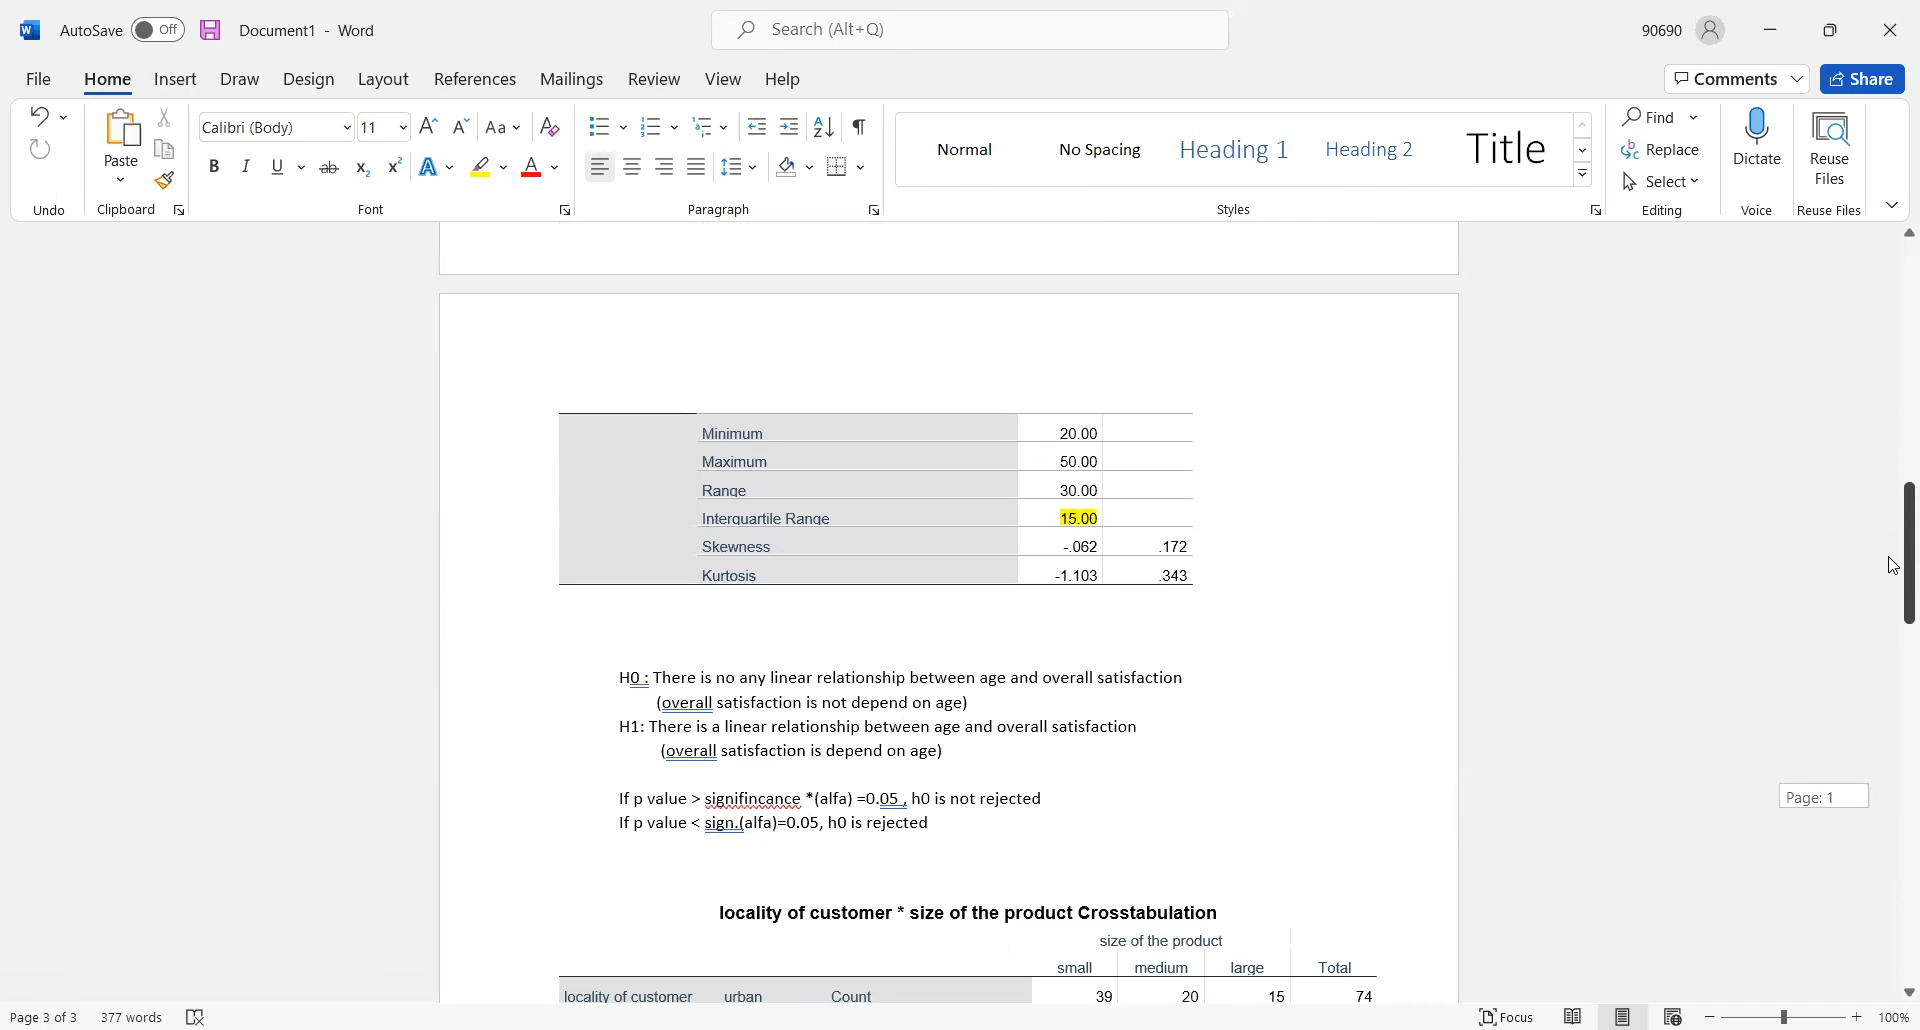 AutoSave Off Document1 - Word Search (Alt+Q) 90690
File Home Insert Draw Design Layout References Mailings Review View Help Comments Share
Calibri (Body) 11 Aa Find
Paste Normal No Spacing Heading 1 Heading 2 Title Replace Dictate Reuse Files
B I U ab x₂ x² A A Select
Undo Clipboard Font Paragraph Styles Editing Voice Reuse Files
Minimum 20.00
Maximum 50.00
Range 30.00
Interquartile Range 15.00
Skewness -.062 .172
Kurtosis -1.103 .343
H0 : There is no any linear relationship between age and overall satisfaction
(overall satisfaction is not depend on age)
H1: There is a linear relationship between age and overall satisfaction
(overall satisfaction is depend on age)
If p value > signifincance *(alfa) =0.05 , h0 is not rejected
Page: 1
If p value < sign.(alfa)=0.05, h0 is rejected
locality of customer * size of the product Crosstabulation
size of the product
small medium large Total
locality of customer urban Count 39 20 15 74
Page 3 of 3 377 words Focus 100%